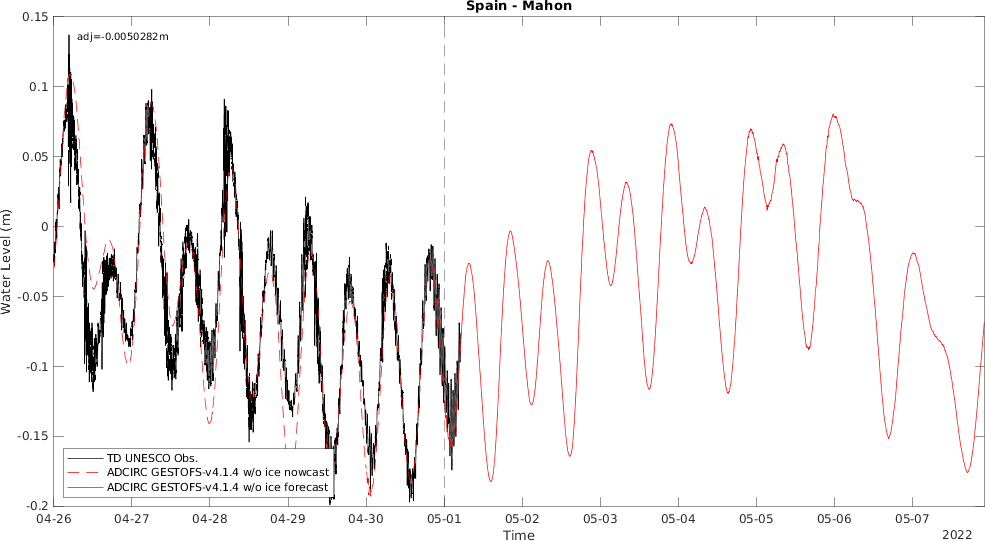 Spain - Mahon
adj=-0.0050282m
0.15
0.1
0.05
0
-0.05
-0.1
-0.15
-0.2
Water Level (m)
TD UNESCO Obs.
ADCIRC GESTOFS-v4.1.4 w/o ice nowcast
ADCIRC GESTOFS-v4.1.4 w/o ice forecast
04-26 04-27 04-28 04-29 04-30 05-01 05-02 05-03 05-04 05-05 05-06 05-07
Time
2022